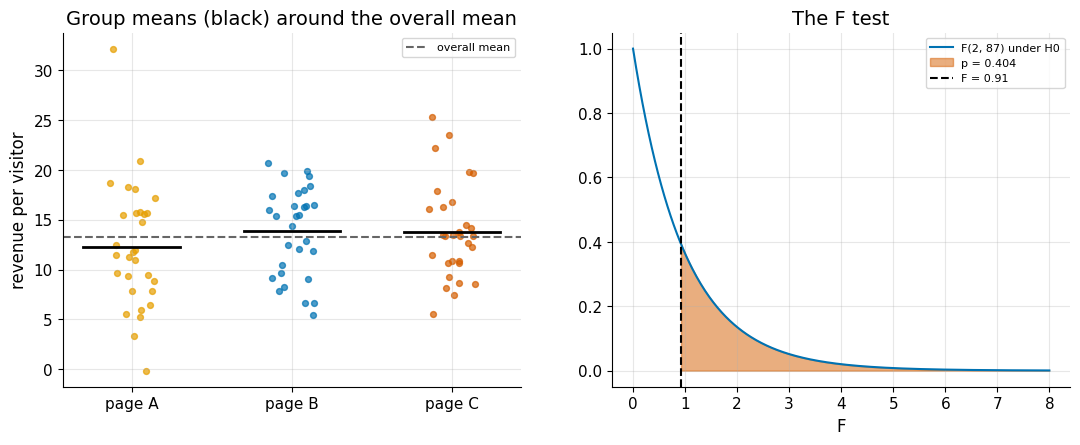 Group means (black) around the overall mean
overall mean
revenue per visitor
30
25
20
15
10
5
0
page A
page B
page C
The F test
F(2, 87) under H0
p = 0.404
F = 0.91
1.0
0.8
0.6
0.4
0.2
0.0
0 1 2 3 4 5 6 7 8
F